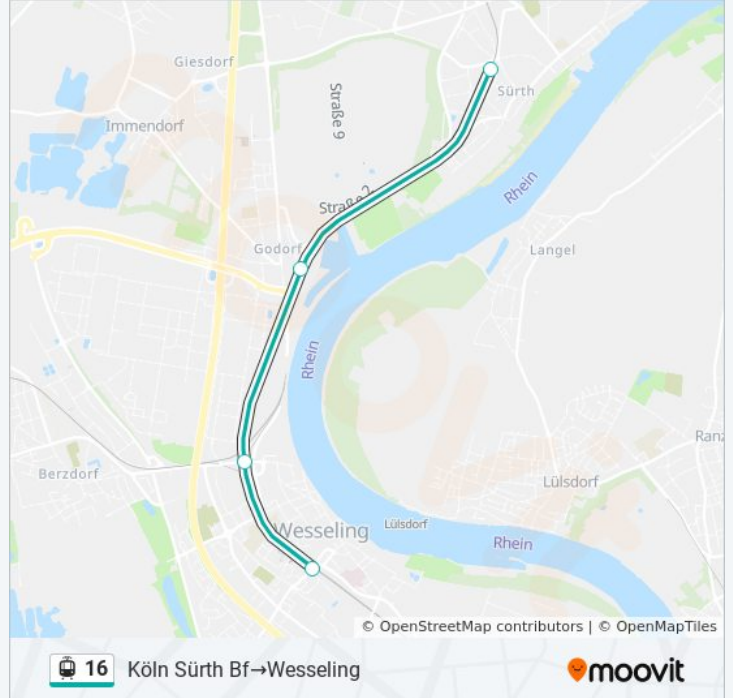 Giesdorf
Sürth
Straße 9
Immendorf
Rhein
Straße 2
Godorf
Langel
Rhein
Ranz
Berzdorf
Lülsdorf
Wesseling
Lülsdorf
Rhein
© OpenStreetMap contributors | © OpenMapTiles
16 Köln Sürth Bf→Wesseling
moovit